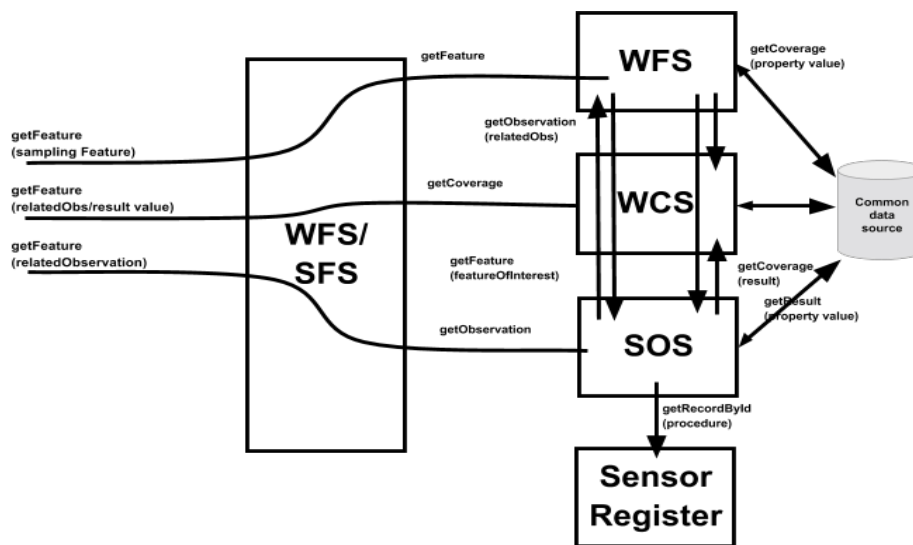 getFeature
WFS
getCoverage
(property value)
getFeature
(sampling Feature)
getObservation
(relatedObs)
getFeature
(relatedObs/result value)
getCoverage
WCS
Common
data
source
WFS/
SFS
getFeature
(relatedObservation)
getFeature
(featureOfInterest)
getCoverage
(result)
getResult
(property value)
getObservation
SOS
getRecordById
(procedure)
Sensor
Register